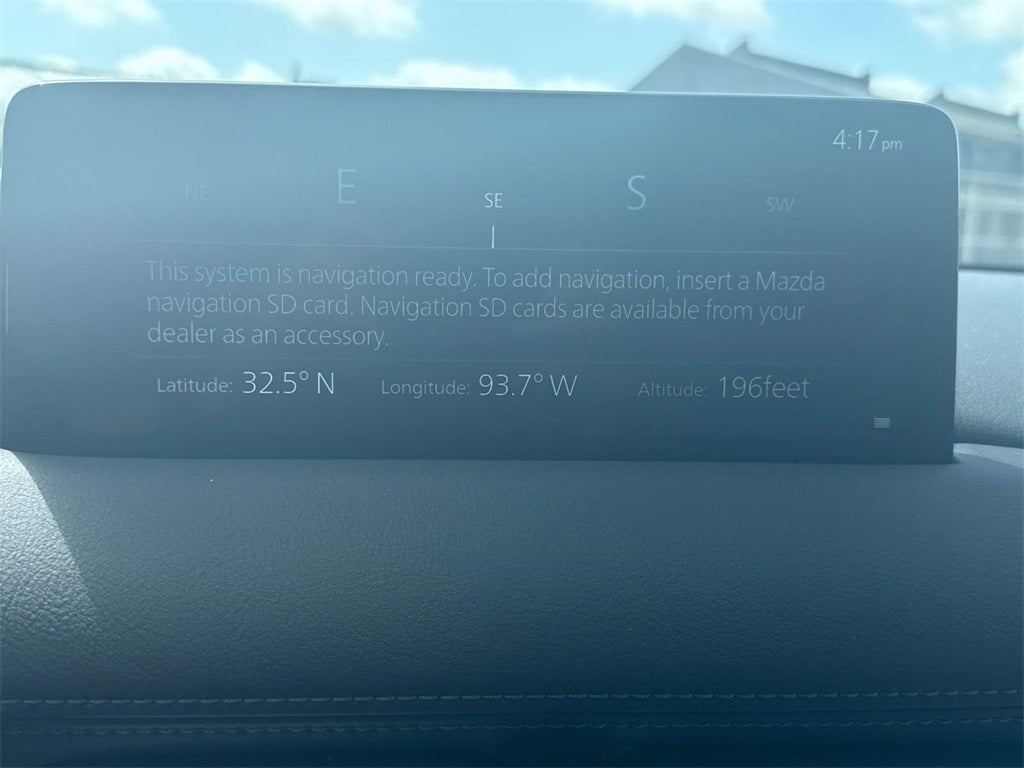 4:17 pm
NE E SE S SW
This system is navigation ready. To add navigation, insert a Mazda
navigation SD card. Navigation SD cards are available from your
dealer as an accessory.
Latitude: 32.5° N Longitude: 93.7° W Altitude: 196feet